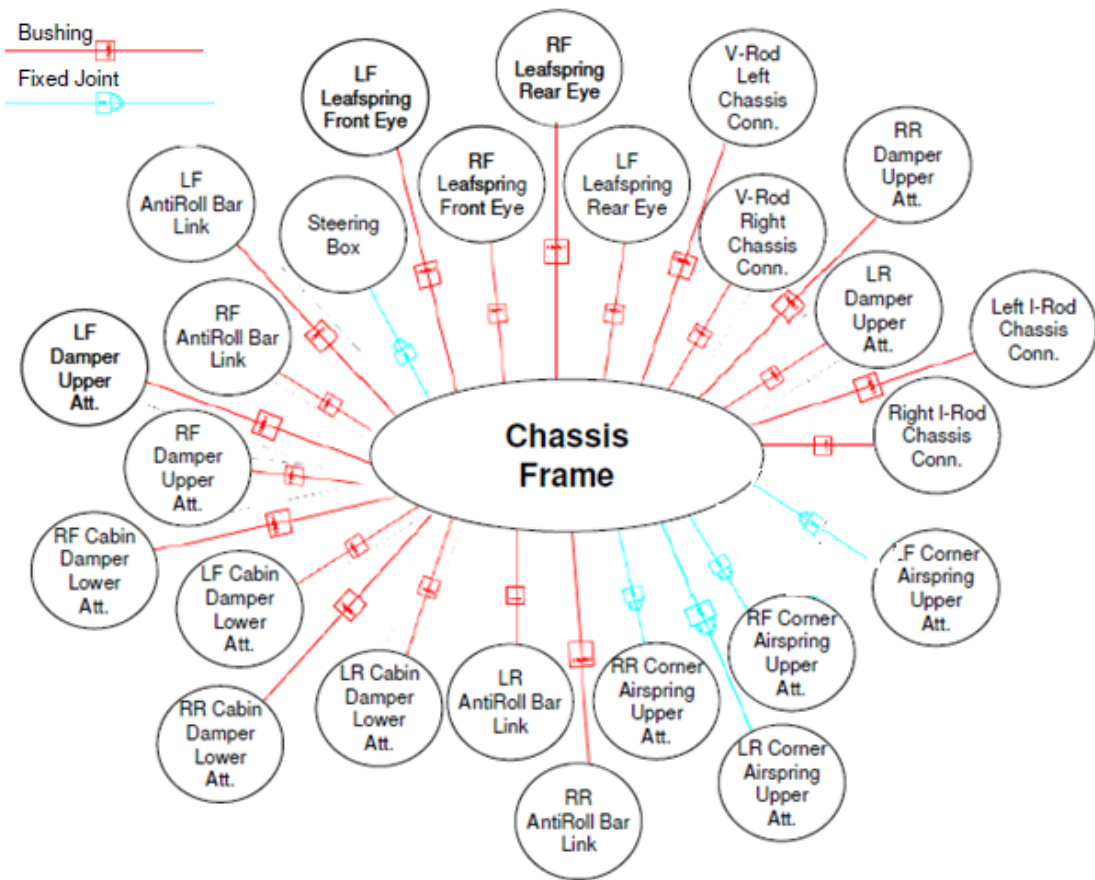 Bushing
Fixed Joint
LF
Leafspring
Front Eye
RF
Leafspring
Rear Eye
V-Rod
Left
Chassis
Conn.
RR
Damper
Upper
Att.
LF
AntiRoll Bar
Link
Steering
Box
RF
Leafspring
Front Eye
LF
Leafspring
Rear Eye
V-Rod
Right
Chassis
Conn.
LR
Damper
Upper
Att.
Left I-Rod
Chassis
Conn.
RF
AntiRoll Bar
Link
LF
Damper
Upper
Att.
Right I-Rod
Chassis
Conn.
RF
Damper
Upper
Att.
Chassis
Frame
RF Cabin
Damper
Lower
Att.
LF Cabin
Damper
Lower
Att.
LF Corner
Airspring
Upper
Att.
RF Corner
Airspring
Upper
Att.
RR Cabin
Damper
Lower
Att.
LR Cabin
Damper
Lower
Att.
LR
AntiRoll Bar
Link
RR Corner
Airspring
Upper
Att.
LR Corner
Airspring
Upper
Att.
RR
AntiRoll Bar
Link